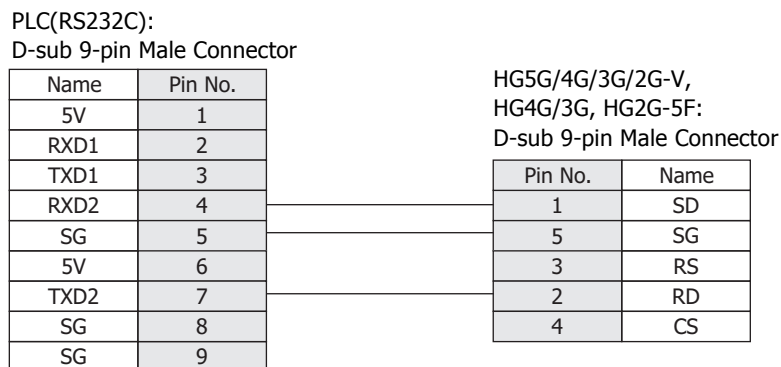 PLC(RS232C):
D-sub 9-pin Male Connector
Name Pin No.
5V 1
RXD1 2
TXD1 3
RXD2 4
SG 5
5V 6
TXD2 7
SG 8
SG 9
HG5G/4G/3G/2G-V,
HG4G/3G, HG2G-5F:
D-sub 9-pin Male Connector
Pin No. Name
1 SD
5 SG
3 RS
2 RD
4 CS